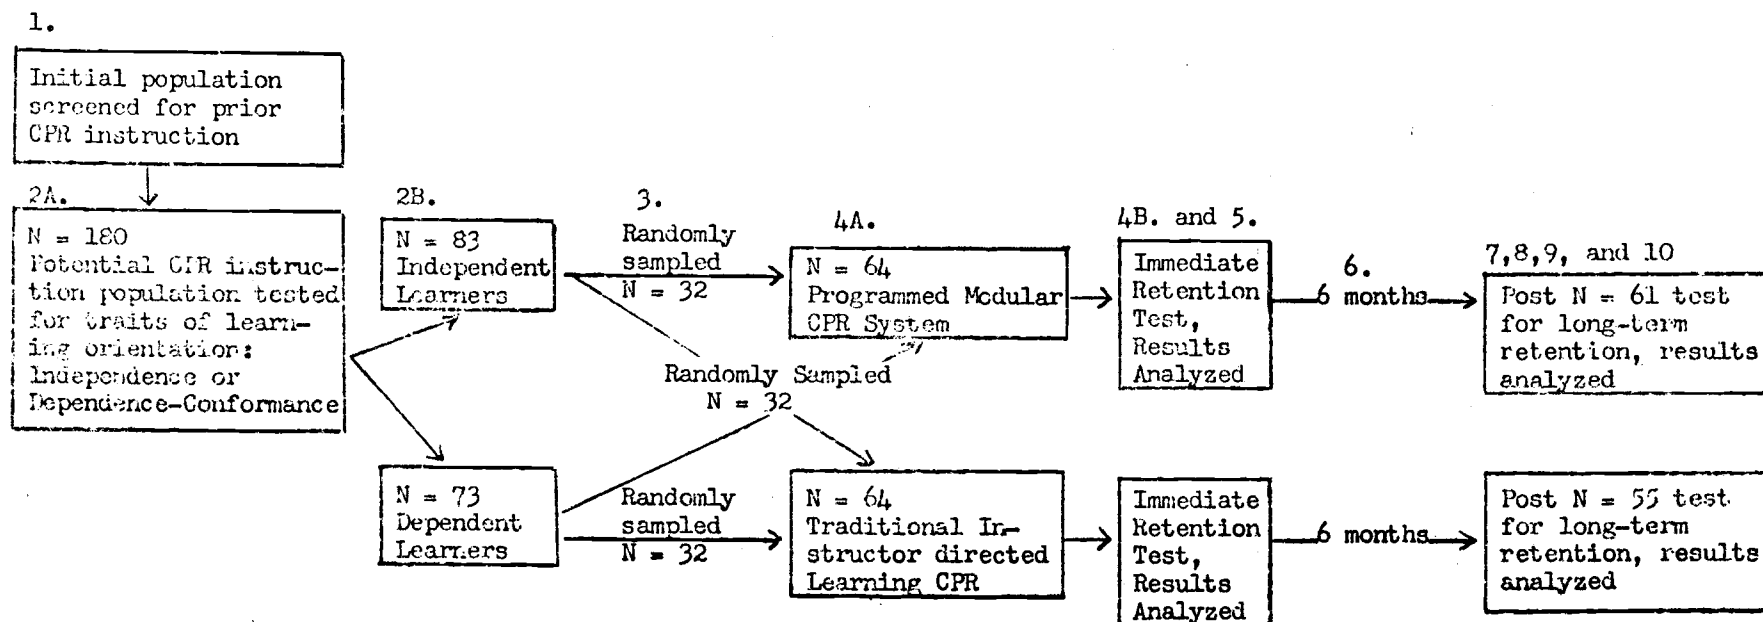 1.
Initial population
screened for prior
CPR instruction
2A.
N = 180
Potential CPR instruc-
tion population tested
for traits of learn-
ing orientation:
Independence or
Dependence-Conformance
2B.
N = 83
Independent
Learners
N = 73
Dependent
Learners
3.
Randomly
sampled
N = 32
Randomly Sampled
N = 32
Randomly
sampled
N = 32
4A.
N = 64
Programmed Modular
CPR System
N = 64
Traditional In-
structor directed
Learning CPR
4B. and 5.
Immediate
Retention
Test,
Results
Analyzed
Immediate
Retention
Test,
Results
Analyzed
6.
6 months
6 months
7,8,9, and 10
Post N = 61 test
for long-term
retention, results
analyzed
Post N = 55 test
for long-term
retention, results
analyzed